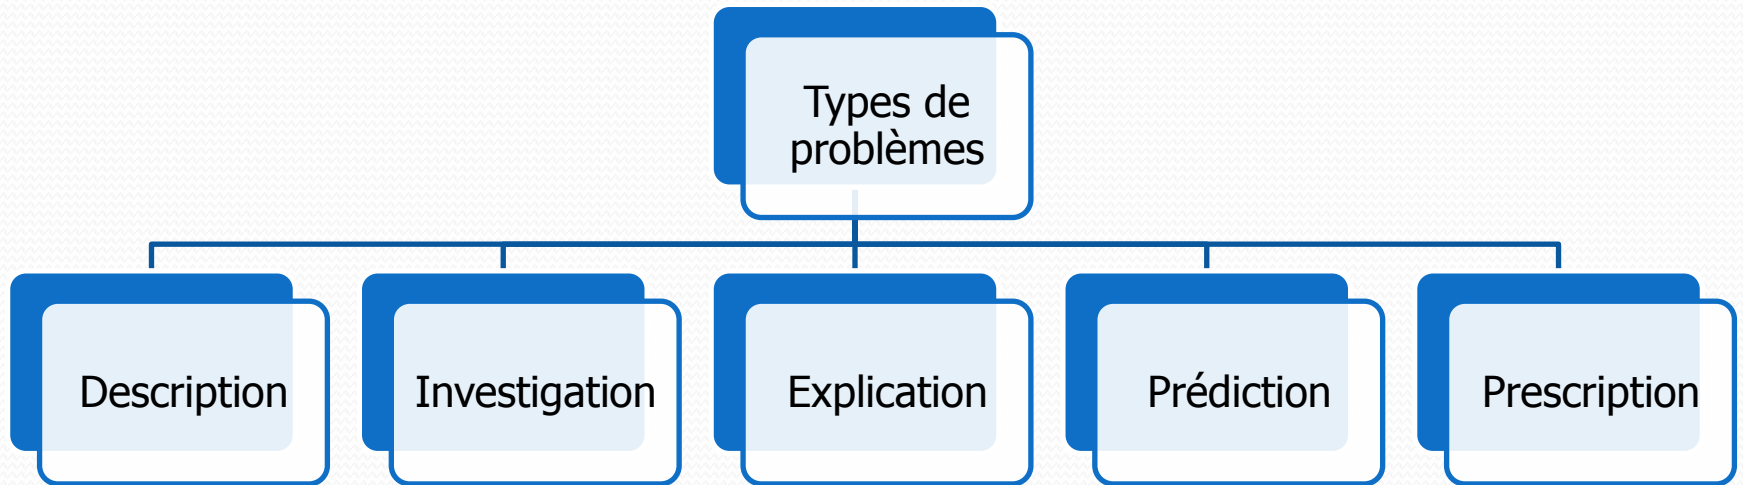 Types de
problèmes
Description
Investigation
Explication
Prédiction
Prescription